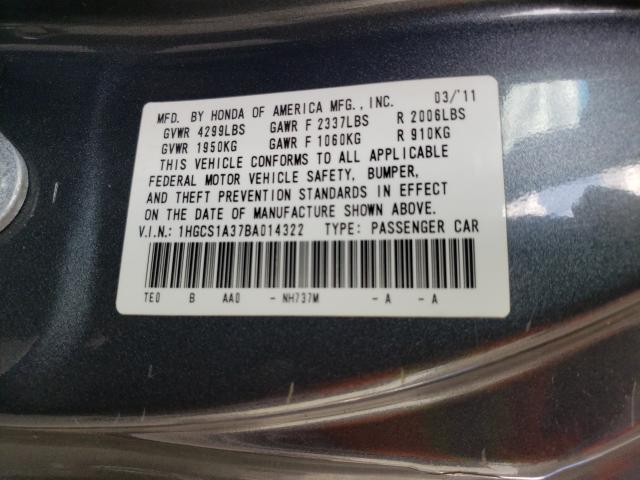 MFD. BY HONDA OF AMERICA MFG., INC. 03/'11
GVWR 4299LBS GAWR F 2337LBS R 2006LBS
GVWR 1950KG GAWR F 1060KG R 910KG
THIS VEHICLE CONFORMS TO ALL APPLICABLE
FEDERAL MOTOR VEHICLE SAFETY, BUMPER,
AND THEFT PREVENTION STANDARDS IN EFFECT
ON THE DATE OF MANUFACTURE SHOWN ABOVE.
V.I.N.: 1HGCS1A37BA014322 TYPE: PASSENGER CAR
TE0 B AA0 - NH737M - A - A